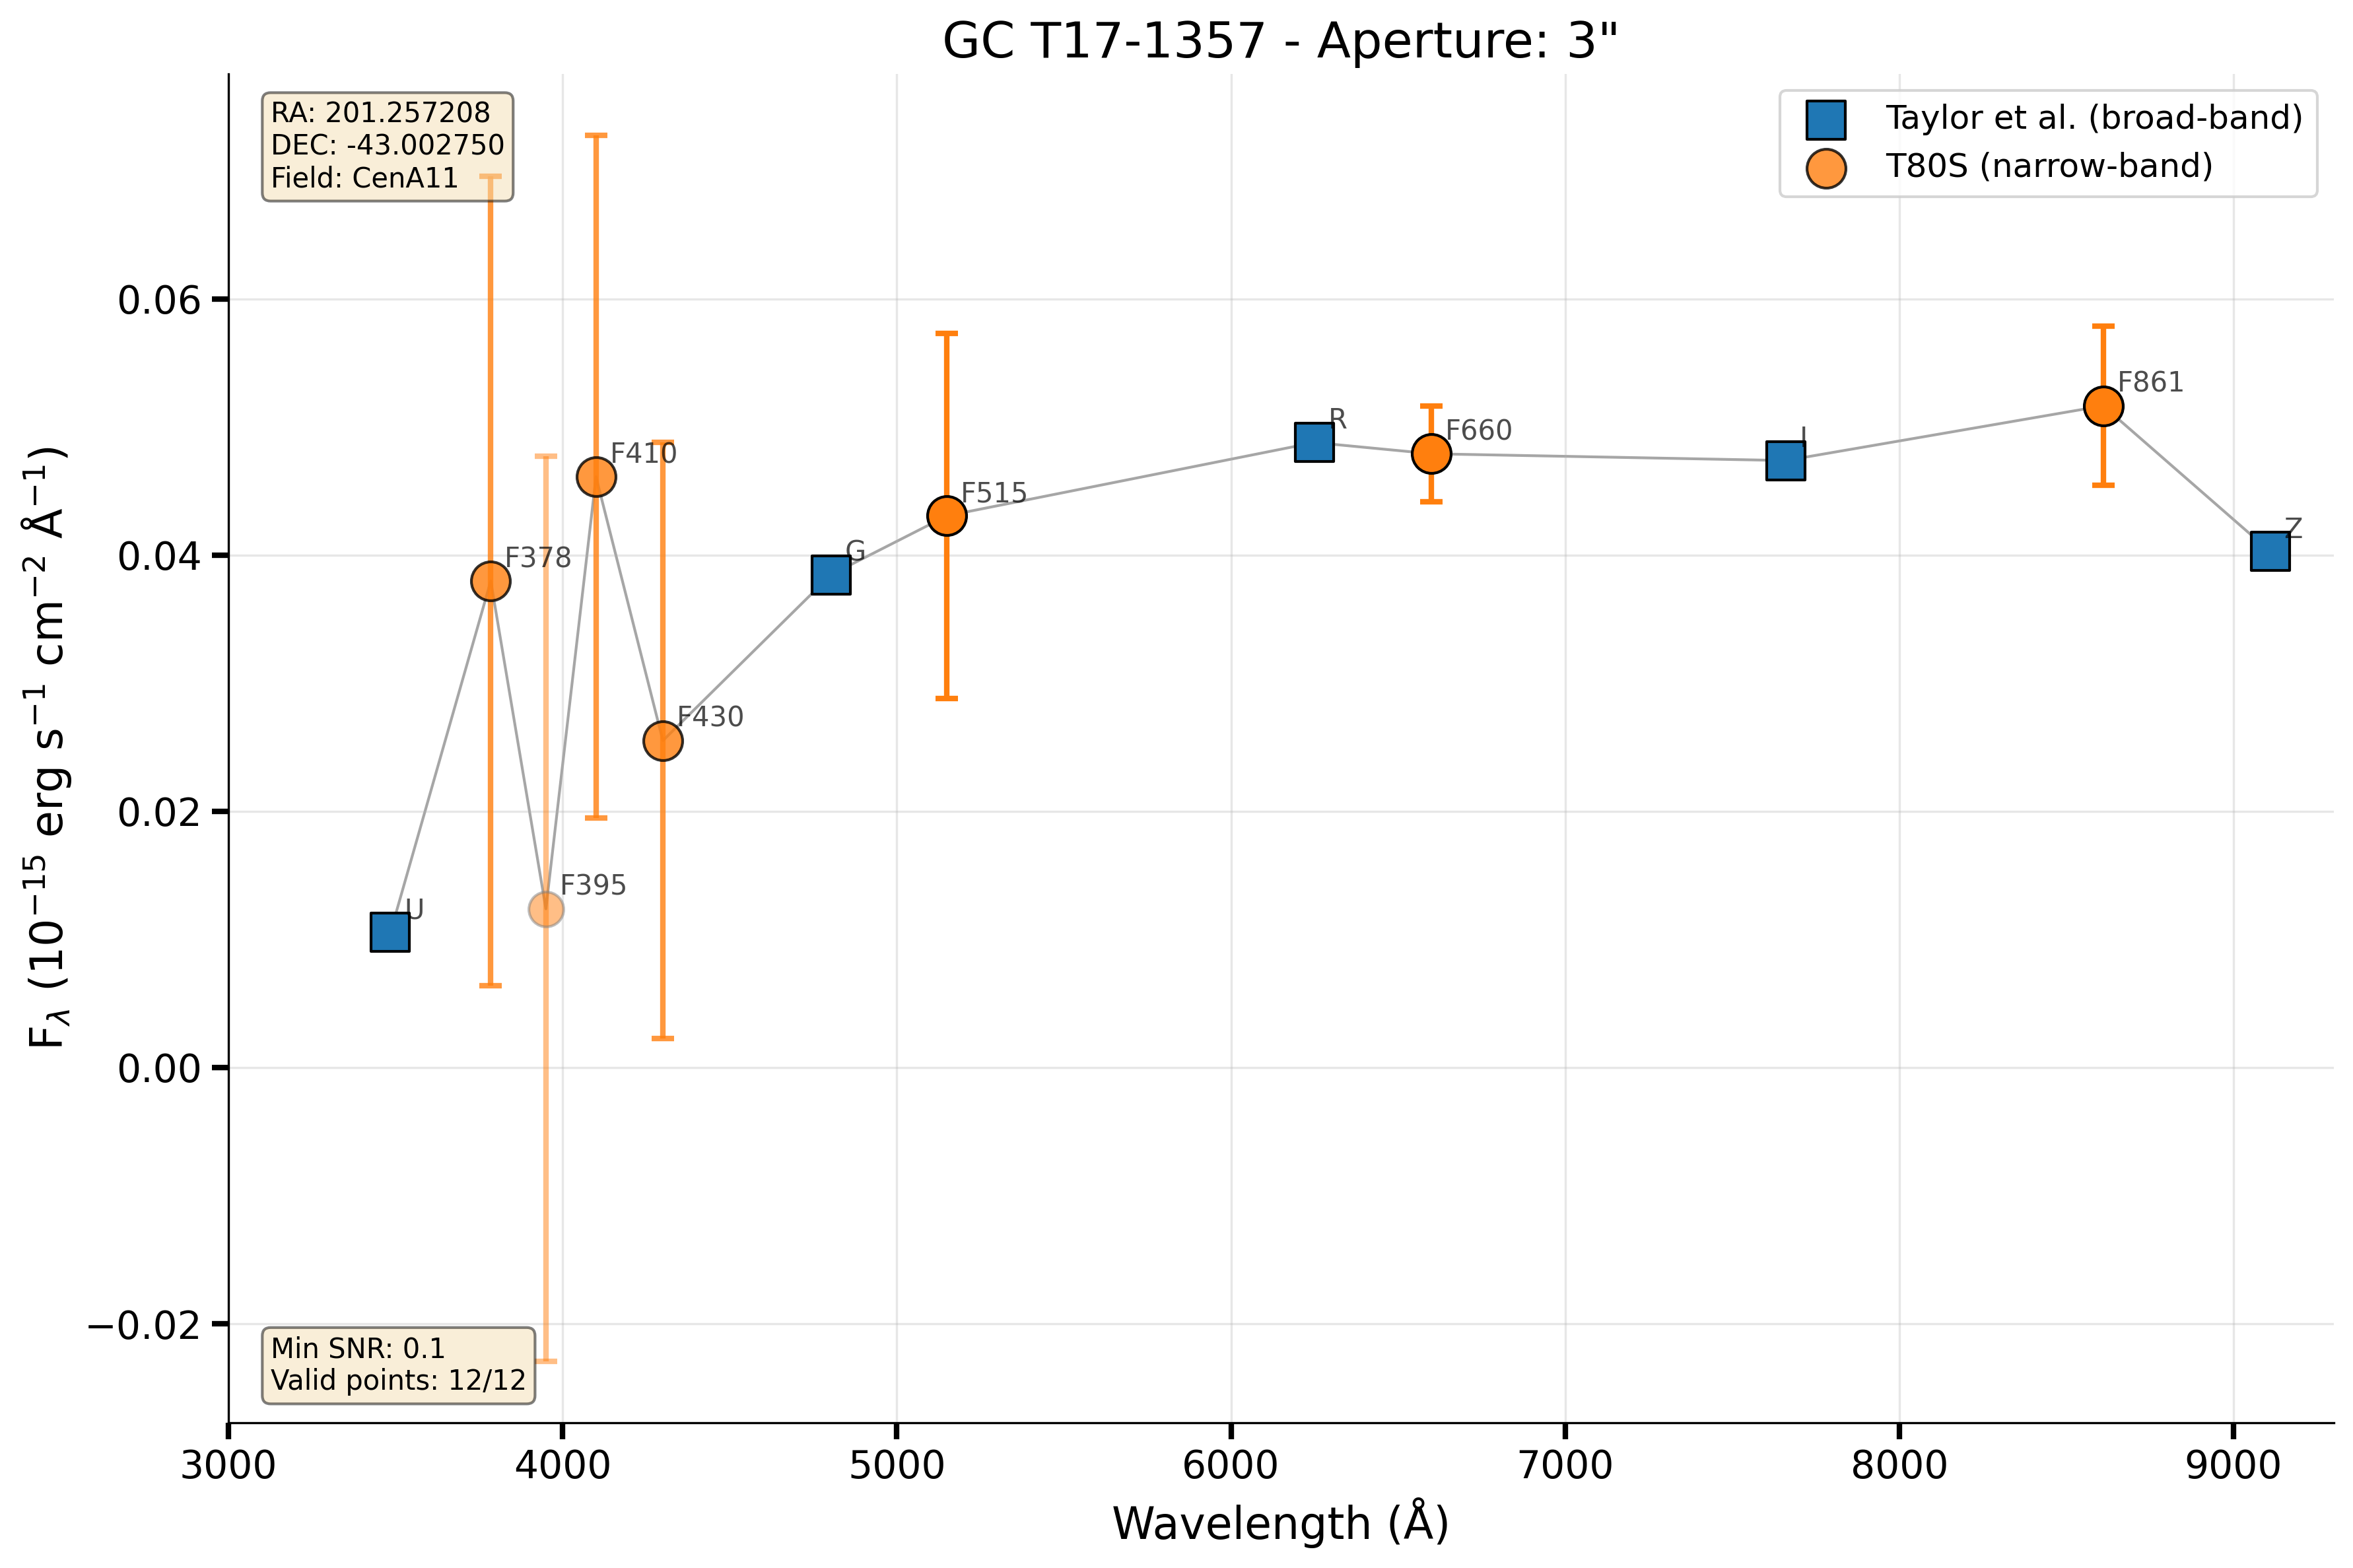 GC T17-1357 - Aperture: 3"
RA: 201.257208
DEC: -43.002750
Field: CenA11
Taylor et al. (broad-band)
T80S (narrow-band)
F$_\lambda$ (10$^{-15}$ erg s$^{-1}$ cm$^{-2}$ Å$^{-1}$)
0.06
0.04
0.02
0.00
−0.02
U
F378
F395
F410
F430
G
F515
R
F660
I
F861
Z
Min SNR: 0.1
Valid points: 12/12
3000 4000 5000 6000 7000 8000 9000
Wavelength (Å)